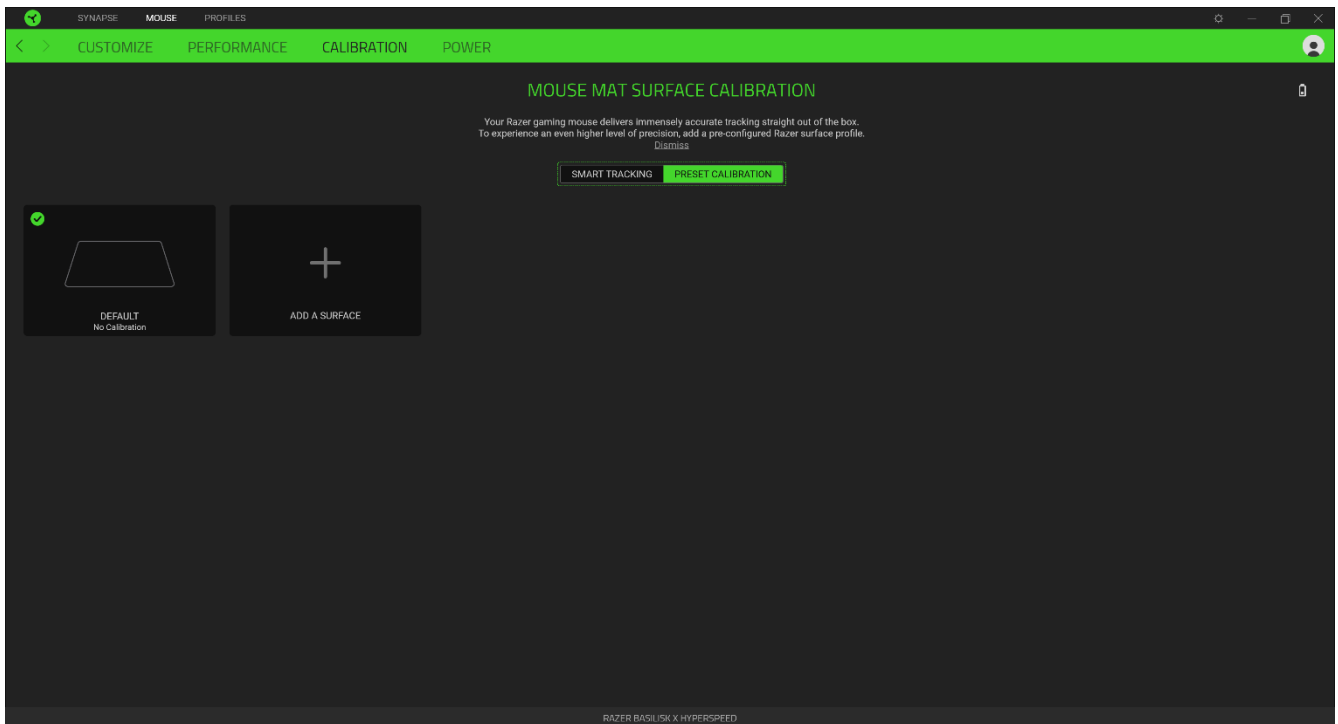 SYNAPSE MOUSE PROFILES
CUSTOMIZE PERFORMANCE CALIBRATION POWER
MOUSE MAT SURFACE CALIBRATION
Your Razer gaming mouse delivers immensely accurate tracking straight out of the box.
To experience an even higher level of precision, add a pre-configured Razer surface profile.
Dismiss
SMART TRACKING PRESET CALIBRATION
DEFAULT
No Calibration
ADD A SURFACE
RAZER BASILISK X HYPERSPEED